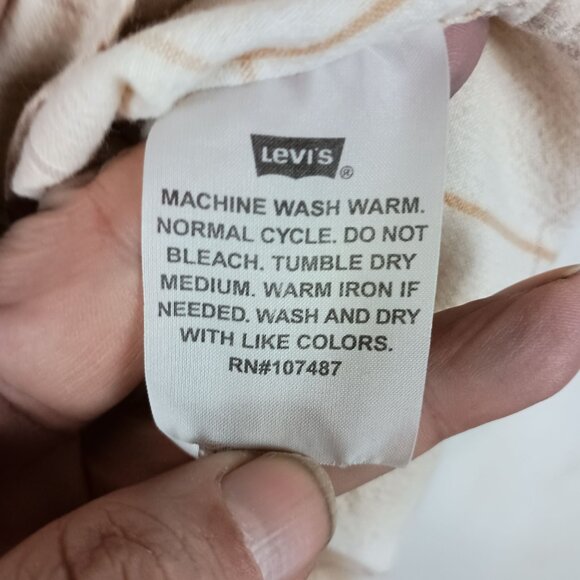 Levi's®
MACHINE WASH WARM.
NORMAL CYCLE. DO NOT
BLEACH. TUMBLE DRY
MEDIUM. WARM IRON IF
NEEDED. WASH AND DRY
WITH LIKE COLORS.
RN#107487